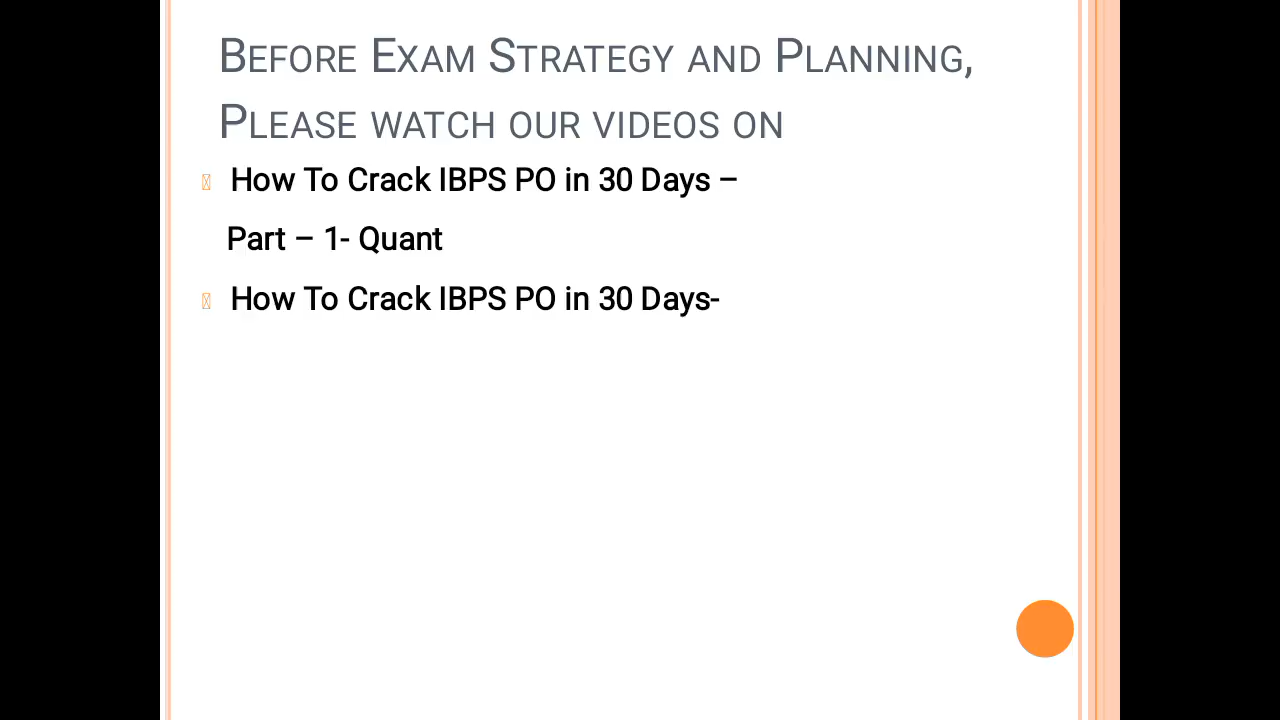 Before Exam Strategy and Planning,
Please watch our videos on
How To Crack IBPS PO in 30 Days –
Part – 1- Quant
How To Crack IBPS PO in 30 Days-